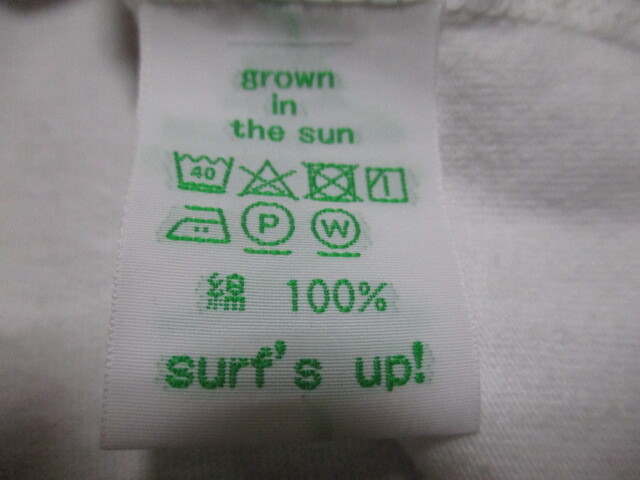 grown
in
the sun
40
P W
綿 100%
surf's up!